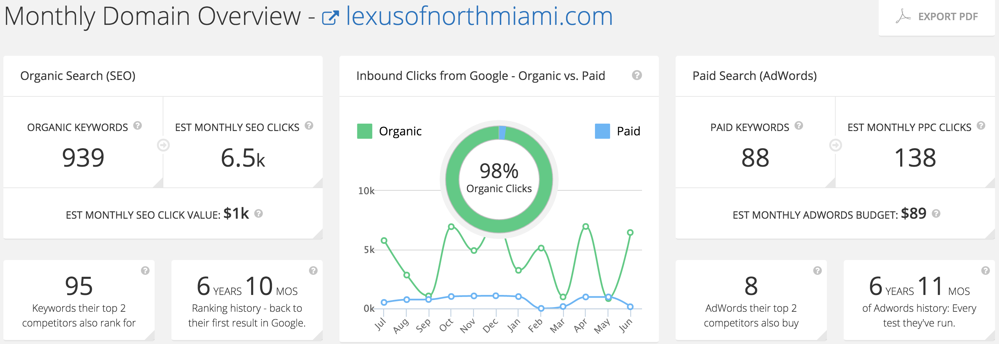 Monthly Domain Overview - lexusofnorthmiami.com
EXPORT PDF
Organic Search (SEO)
ORGANIC KEYWORDS ?
939
EST MONTHLY SEO CLICKS ?
6.5k
EST MONTHLY SEO CLICK VALUE: $1k ?
95 ?
Keywords their top 2
competitors also rank for
6 YEARS 10 MOS ?
Ranking history - back to
their first result in Google.
Inbound Clicks from Google - Organic vs. Paid ?
Organic
Paid
98%
Organic Clicks
10k
5k
0k
Jul Aug Sep Oct Nov Dec Jan Feb Mar Apr May Jun
Paid Search (AdWords)
PAID KEYWORDS ?
88
EST MONTHLY PPC CLICKS ?
138
EST MONTHLY ADWORDS BUDGET: $89 ?
8 ?
AdWords their top 2
competitors also buy
6 YEARS 11 MOS ?
of Adwords history: Every
test they've run.